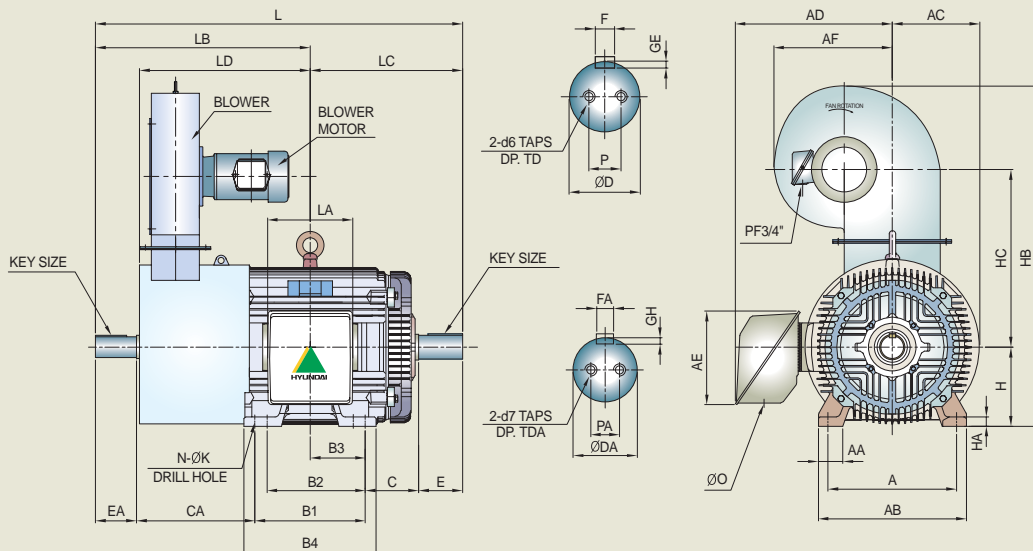 L
LB
LD
LC
BLOWER
BLOWER
MOTOR
LA
KEY SIZE
KEY SIZE
HYUNDAI
N-ØK
DRILL HOLE
B3
B2
C
E
EA
CA
B1
B4
F
GE
2-d6 TAPS
DP. TD
P
ØD
FA
GH
2-d7 TAPS
DP. TDA
PA
ØDA
AD
AC
AF
FAN ROTATION
PF3/4"
HC
HB
AE
H
HA
ØO
AA
A
AB